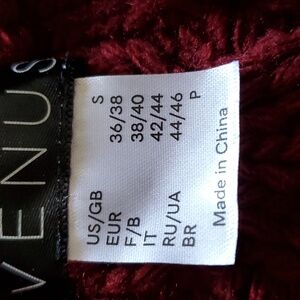 VENUS
US/GB S
EUR 36/38
F/B 38/40
IT 42/44
RU/UA 44/46
BR P
Made in China